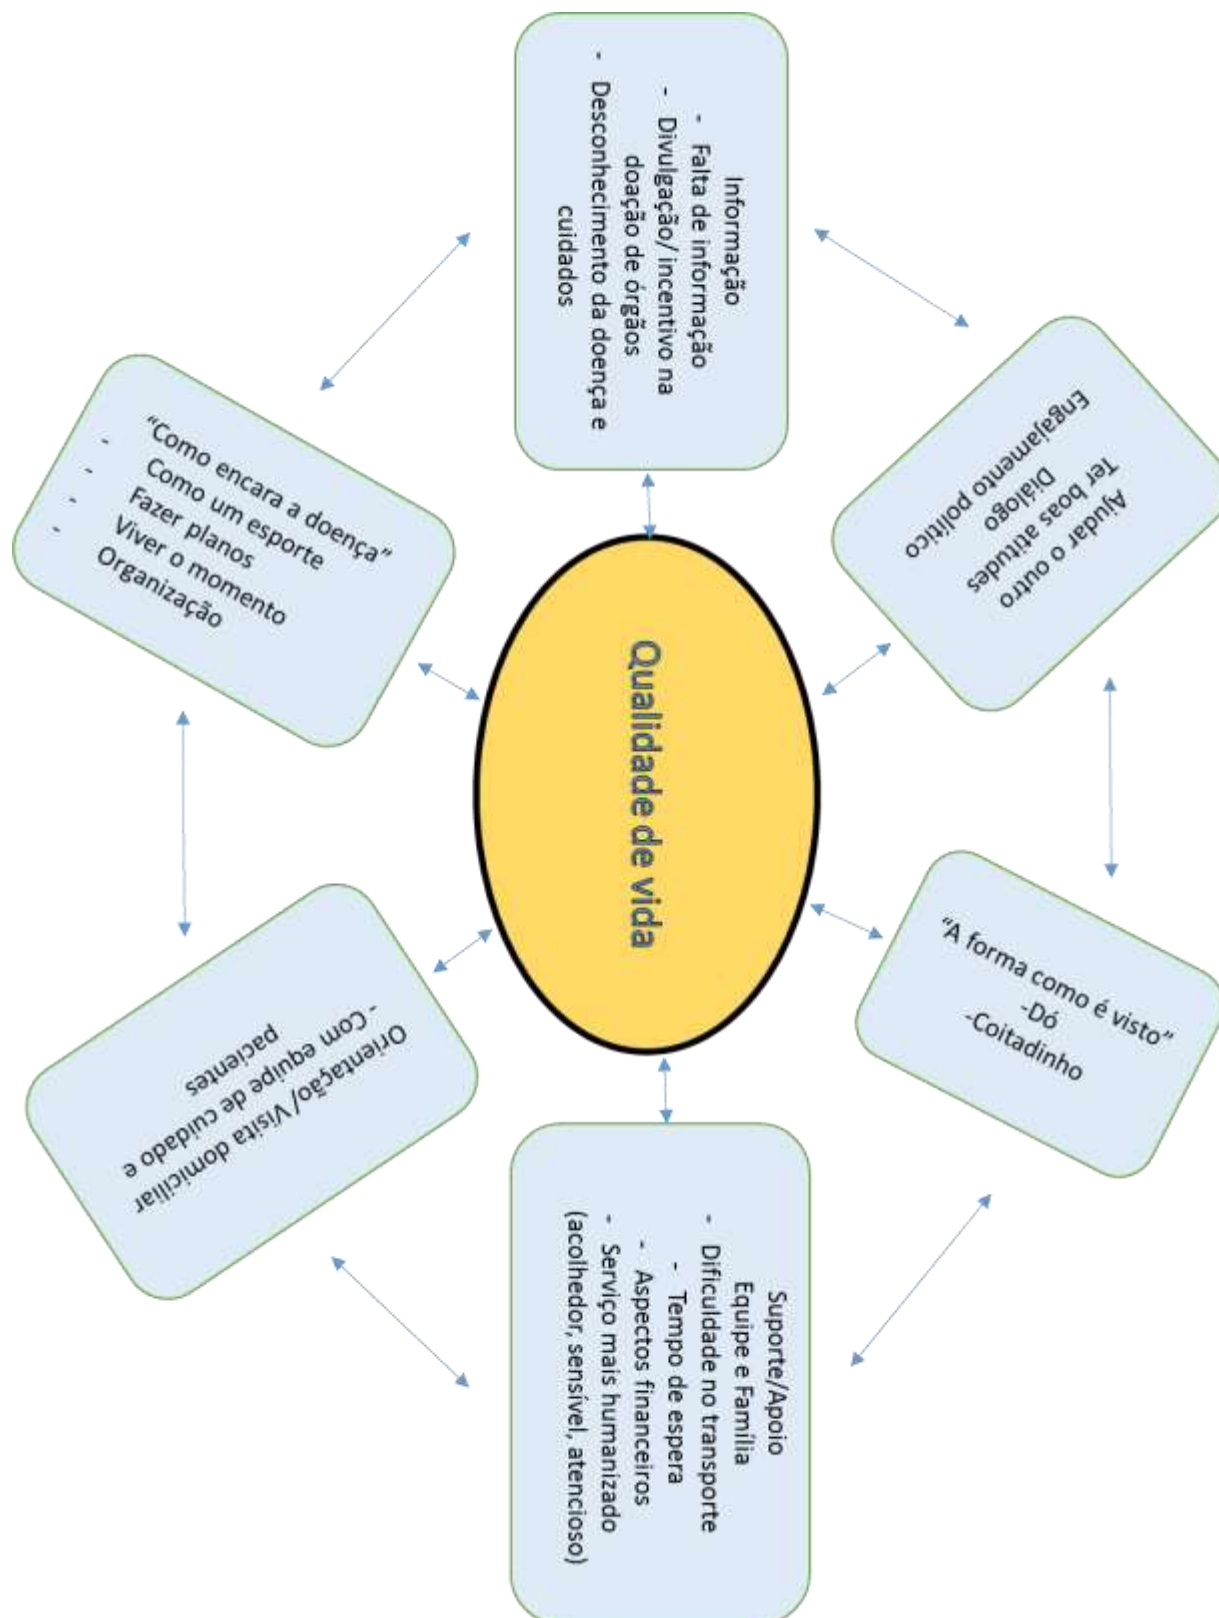 Informação
- Falta de informação
- Divulgação/ incentivo na
doação de órgãos
- Desconhecimento da doença e
cuidados
Ajudar o outro
Ter boas atitudes
Diálogo
Engajamento político
"A forma como é visto"
-Dó
-Coitadinho
Suporte/Apoio
Equipe e Família
- Dificuldade no transporte
- Tempo de espera
- Aspectos financeiros
- Serviço mais humanizado
(acolhedor, sensível, atencioso)
Orientação/Visita domiciliar
-Com equipe de cuidado e
pacientes
"Como encara a doença"
- Como um esporte
- Fazer planos
- Viver o momento
- Organização
Qualidade de vida